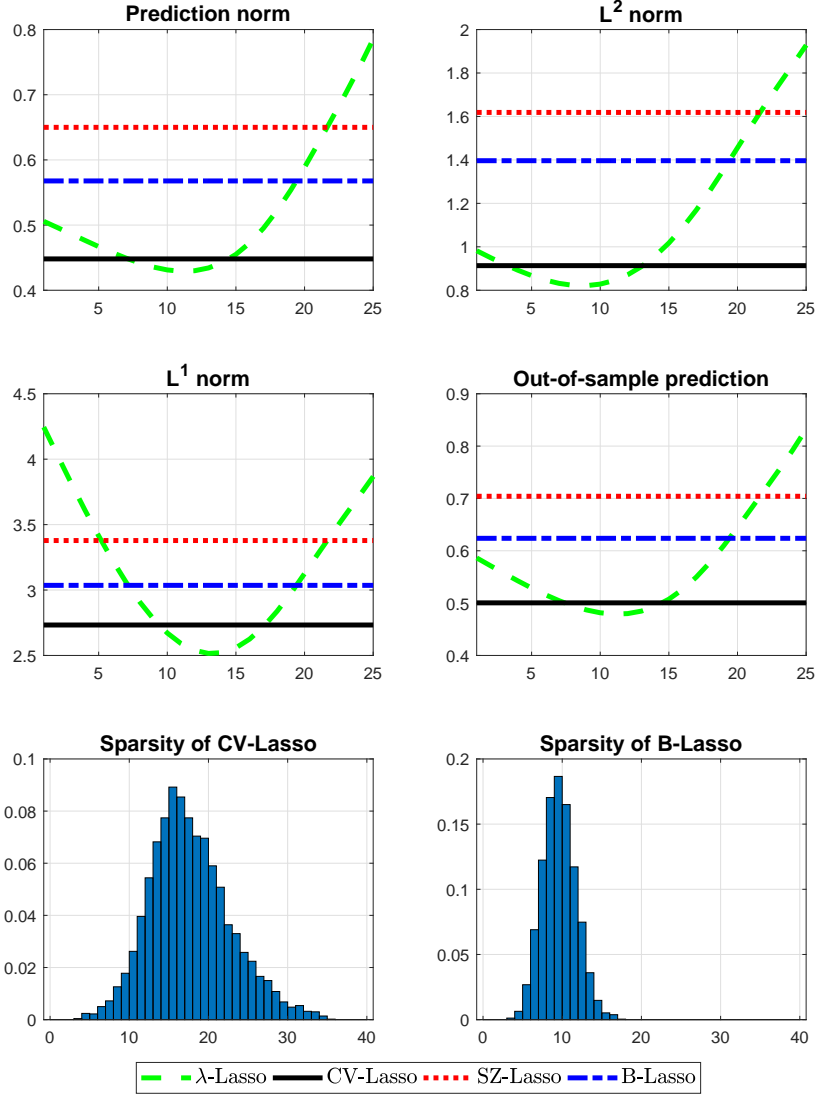 Prediction norm
0.8
0.7
0.6
0.5
0.4
5 10 15 20 25
L² norm
2
1.8
1.6
1.4
1.2
1
0.8
5 10 15 20 25
L¹ norm
4.5
4
3.5
3
2.5
5 10 15 20 25
Out-of-sample prediction
0.9
0.8
0.7
0.6
0.5
0.4
5 10 15 20 25
Sparsity of CV-Lasso
0.1
0.08
0.06
0.04
0.02
0
0 10 20 30 40
Sparsity of B-Lasso
0.2
0.15
0.1
0.05
0
0 10 20 30 40
λ-Lasso CV-Lasso SZ-Lasso B-Lasso